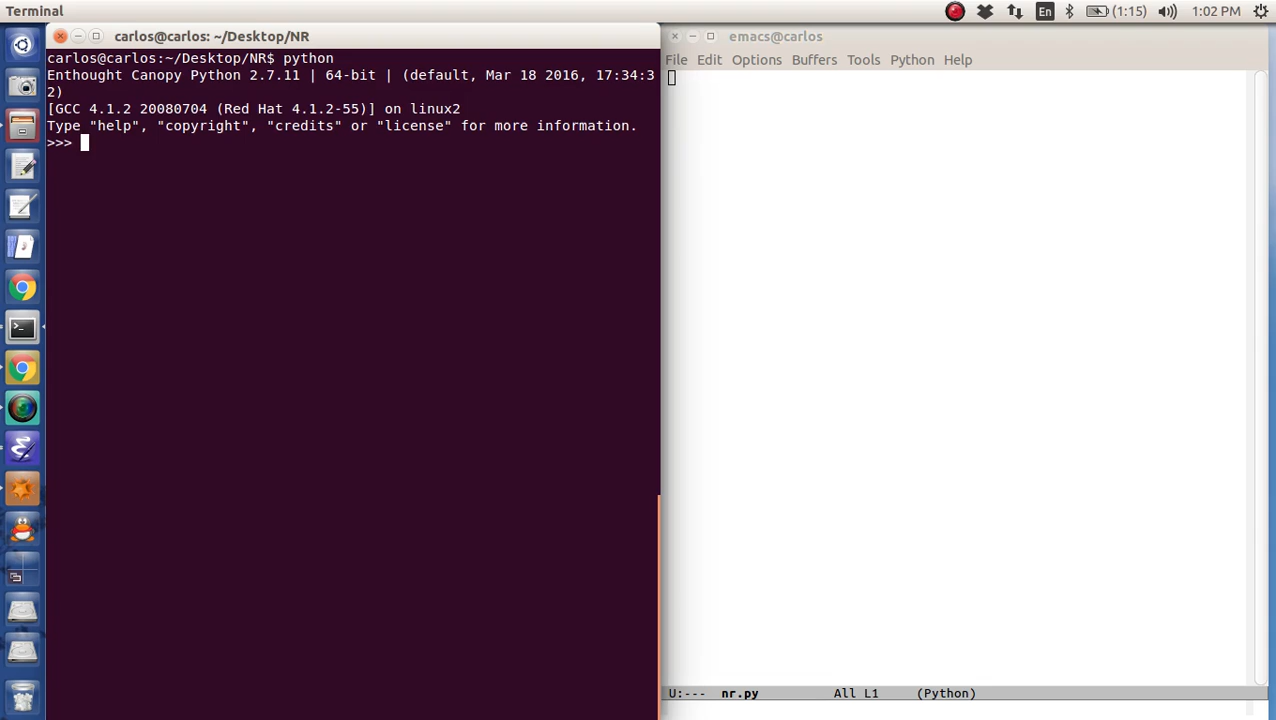 Terminal
En
(1:15)
1:02 PM
carlos@carlos: ~/Desktop/NR
carlos@carlos:~/Desktop/NR$ python
Enthought Canopy Python 2.7.11 | 64-bit | (default, Mar 18 2016, 17:34:3
2)
[GCC 4.1.2 20080704 (Red Hat 4.1.2-55)] on linux2
Type "help", "copyright", "credits" or "license" for more information.
>>>
emacs@carlos
File Edit Options Buffers Tools Python Help
U:--- nr.py All L1 (Python)